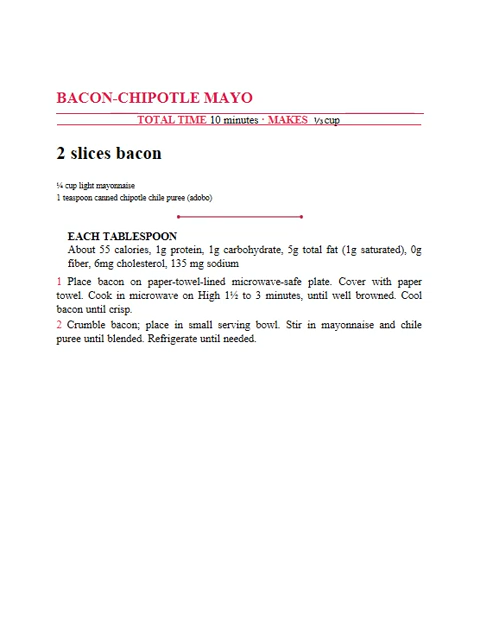 BACON-CHIPOTLE MAYO
TOTAL TIME 10 minutes · MAKES ⅓ cup
2 slices bacon
¼ cup light mayonnaise
1 teaspoon canned chipotle chile puree (adobo)
EACH TABLESPOON
About 55 calories, 1g protein, 1g carbohydrate, 5g total fat (1g saturated), 0g
fiber, 6mg cholesterol, 135 mg sodium
1 Place bacon on paper-towel-lined microwave-safe plate. Cover with paper
towel. Cook in microwave on High 1½ to 3 minutes, until well browned. Cool
bacon until crisp.
2 Crumble bacon; place in small serving bowl. Stir in mayonnaise and chile
puree until blended. Refrigerate until needed.